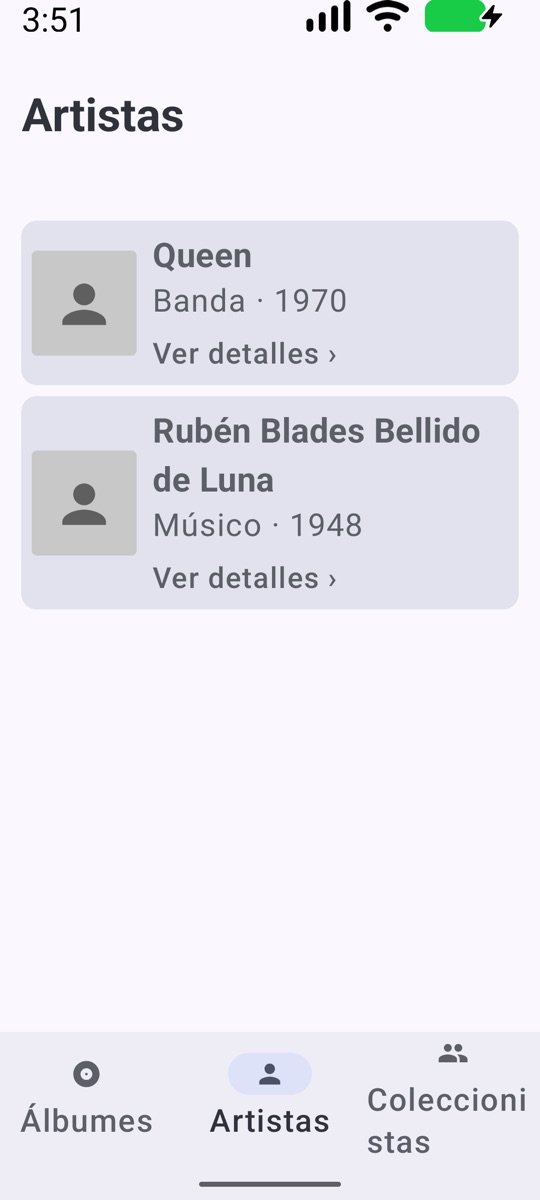 3:51
Artistas
Queen
Banda · 1970
Ver detalles ›
Rubén Blades Bellido
de Luna
Músico · 1948
Ver detalles ›
Álbumes
Artistas
Coleccioni
stas